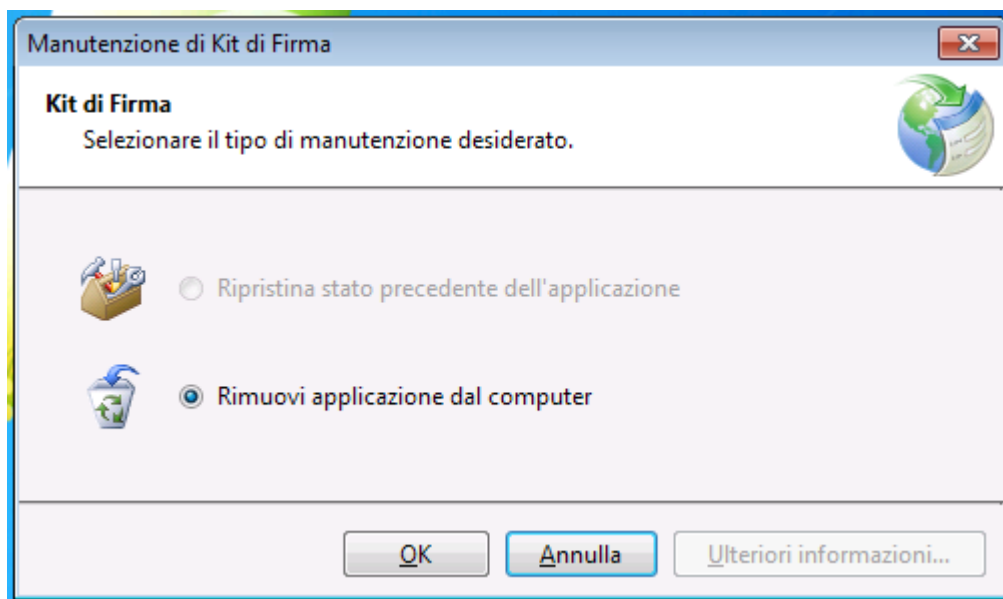 Manutenzione di Kit di Firma
Kit di Firma
Selezionare il tipo di manutenzione desiderato.
Ripristina stato precedente dell'applicazione
Rimuovi applicazione dal computer
OK
Annulla
Ulteriori informazioni...